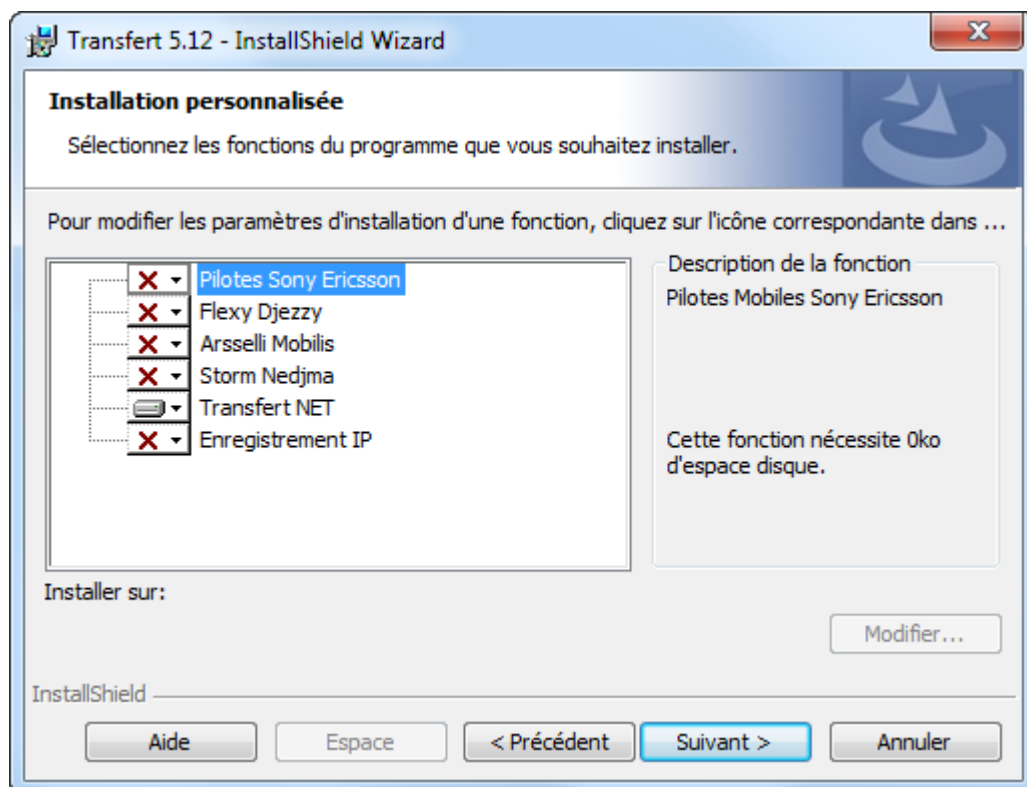 Transfert 5.12 - InstallShield Wizard
Installation personnalisée
Sélectionnez les fonctions du programme que vous souhaitez installer.
Pour modifier les paramètres d'installation d'une fonction, cliquez sur l'icône correspondante dans ...
Pilotes Sony Ericsson
Flexy Djezzy
Arsselli Mobilis
Storm Nedjma
Transfert NET
Enregistrement IP
Description de la fonction
Pilotes Mobiles Sony Ericsson
Cette fonction nécessite 0ko
d'espace disque.
Installer sur:
Modifier...
InstallShield
Aide
Espace
< Précédent
Suivant >
Annuler